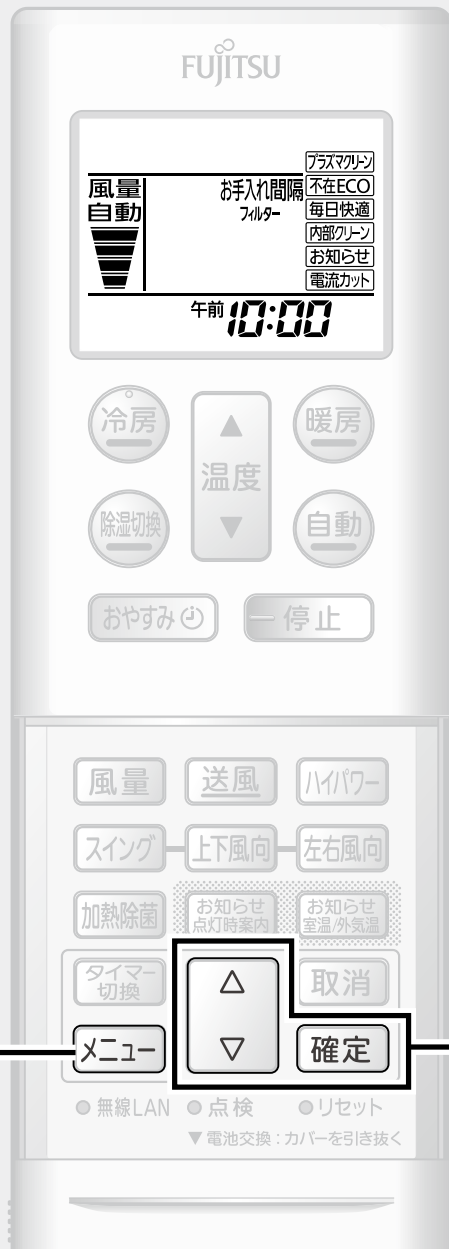 FUJITSU
プラズマクリーン
風量 お手入れ間隔 不在ECO
自動 フィルター 毎日快適
内部クリーン
お知らせ
電流カット
午前 10:00
冷房 ▲ 暖房
温度
除湿切換 ▼ 自動
おやすみ 停止
風量 送風 ハイパワー
スイング 上下風向 左右風向
加熱除菌 お知らせ 点灯時案内 お知らせ 室温/外気温
タイマー切換 △ 取消
メニュー ▽ 確定
無線LAN 点検 リセット
▼電池交換：カバーを引き抜く